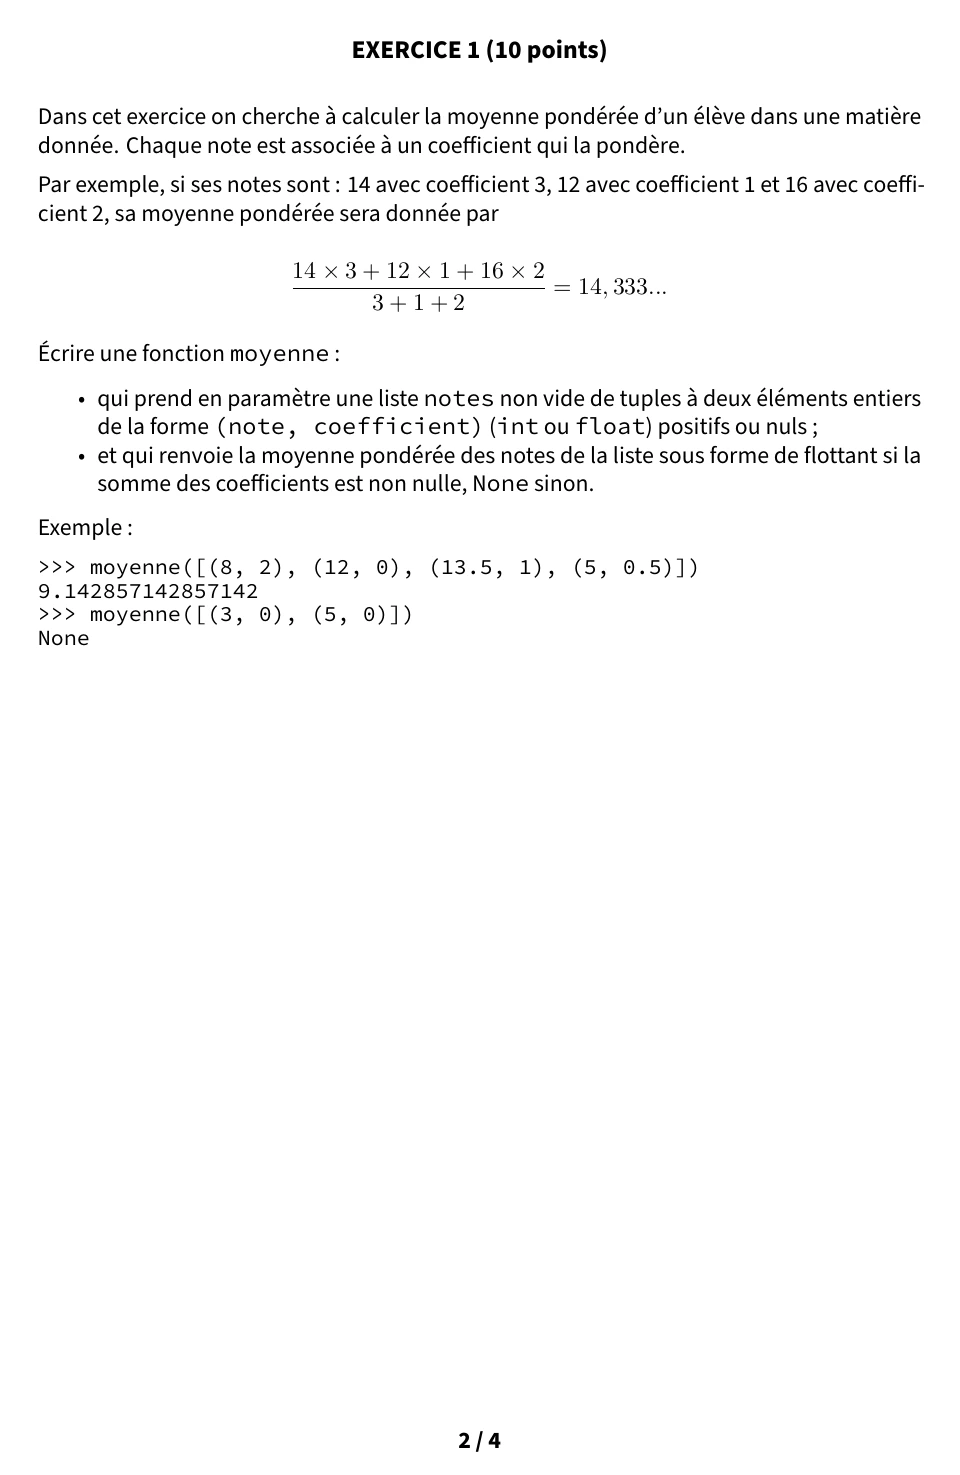 EXERCICE 1 (10 points)
Dans cet exercice on cherche à calculer la moyenne pondérée d’un élève dans une matière
donnée. Chaque note est associée à un coefficient qui la pondère.
Par exemple, si ses notes sont : 14 avec coefficient 3, 12 avec coefficient 1 et 16 avec coeffi-
cient 2, sa moyenne pondérée sera donnée par
14 × 3 + 12 × 1 + 16 × 2
3 + 1 + 2
= 14, 333...
Écrire une fonction moyenne :
• qui prend en paramètre une liste notes non vide de tuples à deux éléments entiers
de la forme (note, coefficient) (int ou float) positifs ou nuls ;
• et qui renvoie la moyenne pondérée des notes de la liste sous forme de flottant si la
somme des coefficients est non nulle, None sinon.
Exemple :
>>> moyenne([(8, 2), (12, 0), (13.5, 1), (5, 0.5)])
9.142857142857142
>>> moyenne([(3, 0), (5, 0)])
None
2 / 4